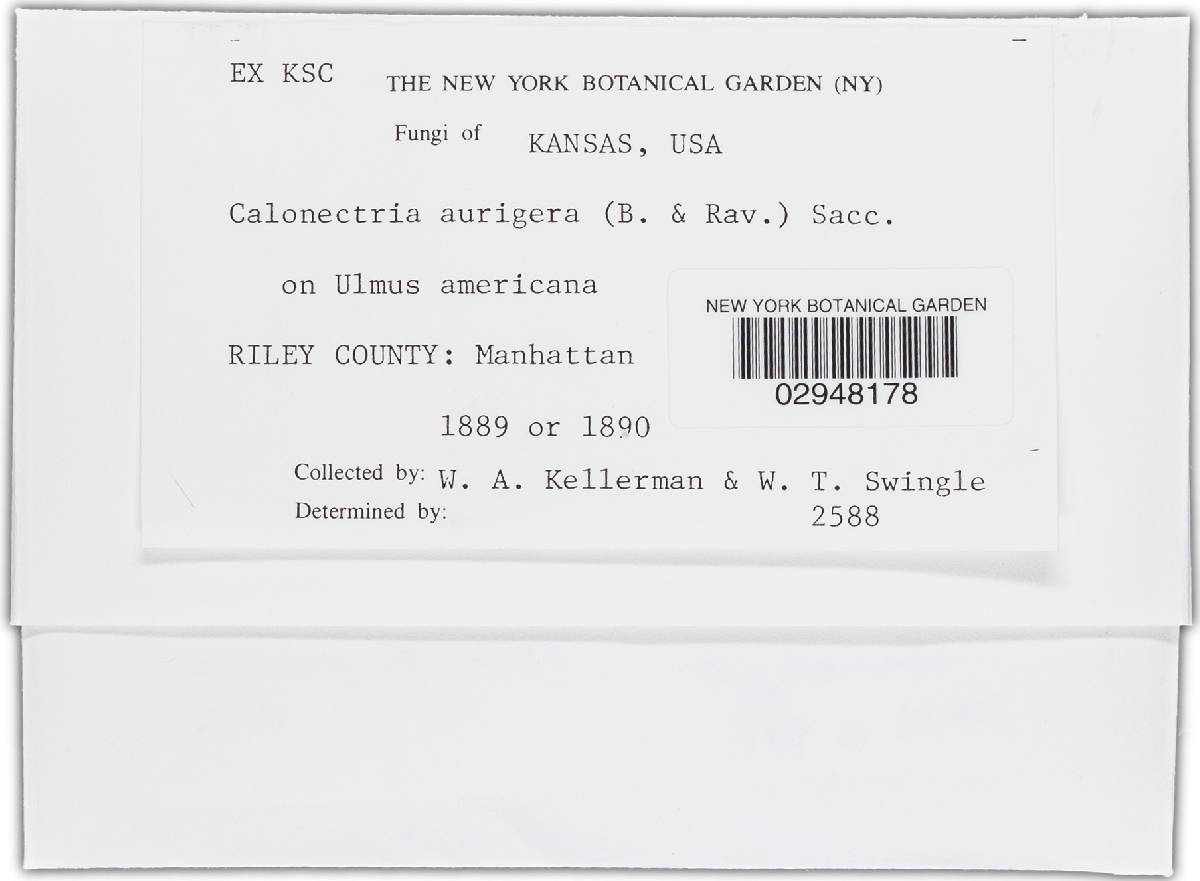 EX KSC THE NEW YORK BOTANICAL GARDEN (NY)
Fungi of KANSAS, USA
Calonectria aurigera (B. & Rav.) Sacc.
on Ulmus americana
NEW YORK BOTANICAL GARDEN
02948178
RILEY COUNTY: Manhattan
1889 or 1890
Collected by: W. A. Kellerman & W. T. Swingle
Determined by: 2588